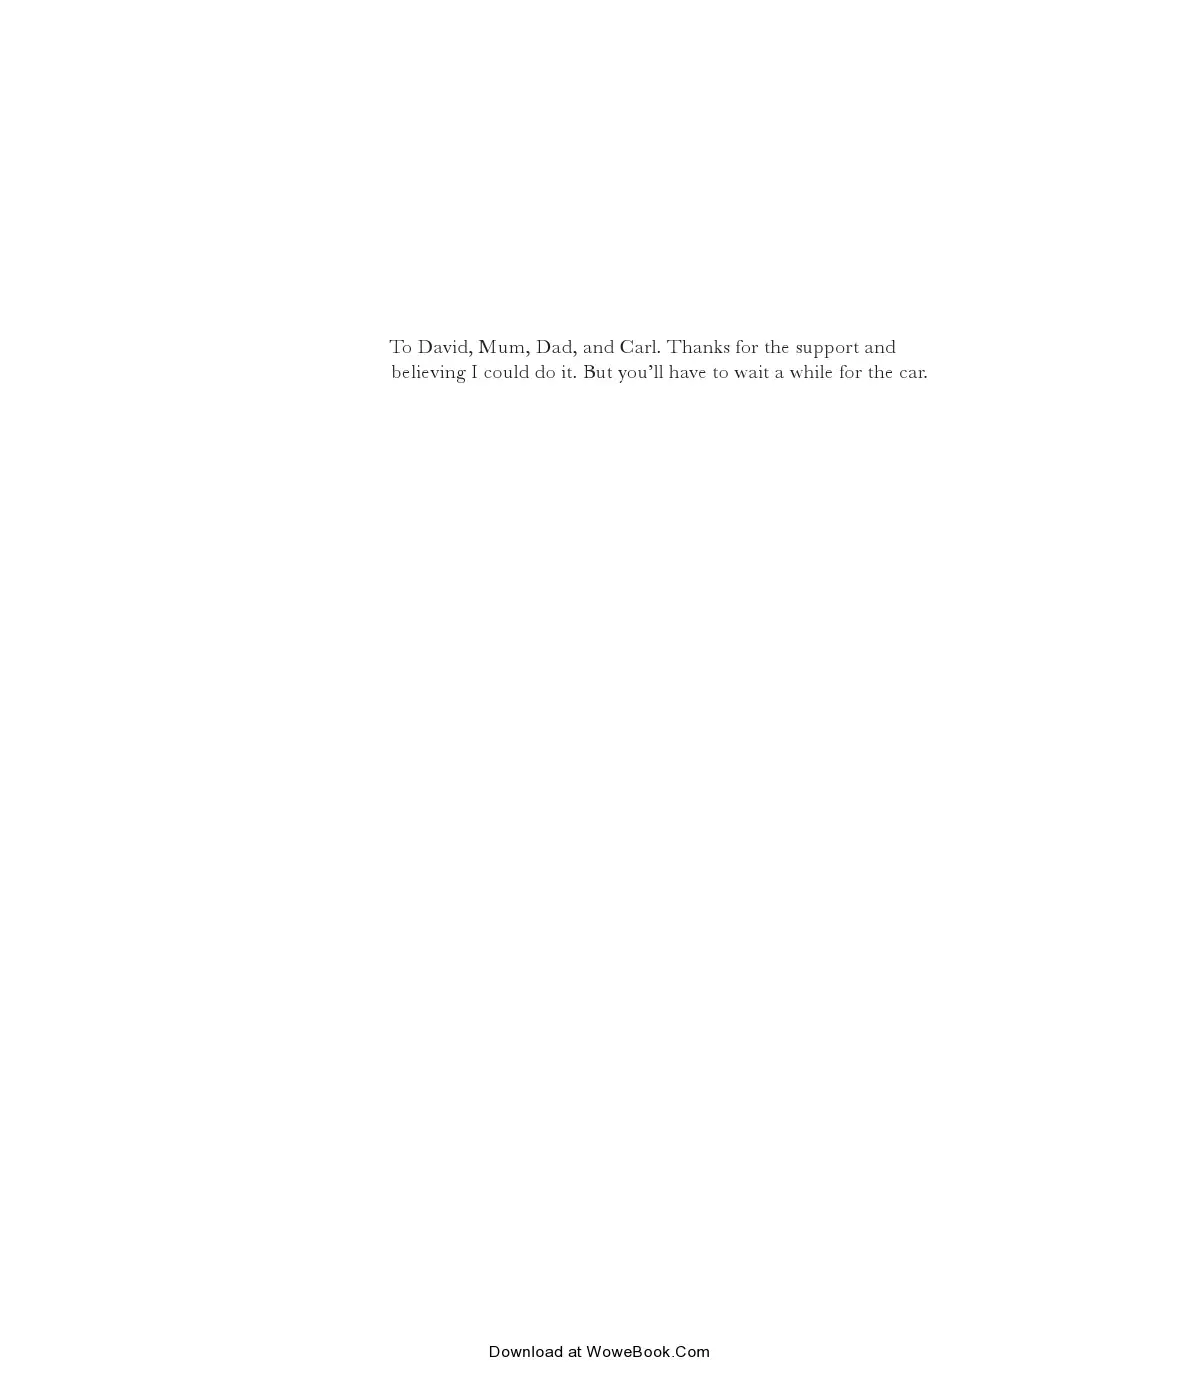 To David, Mum, Dad, and Carl. Thanks for the support and
believing I could do it. But you’ll have to wait a while for the car.
Download at WoweBook.Com